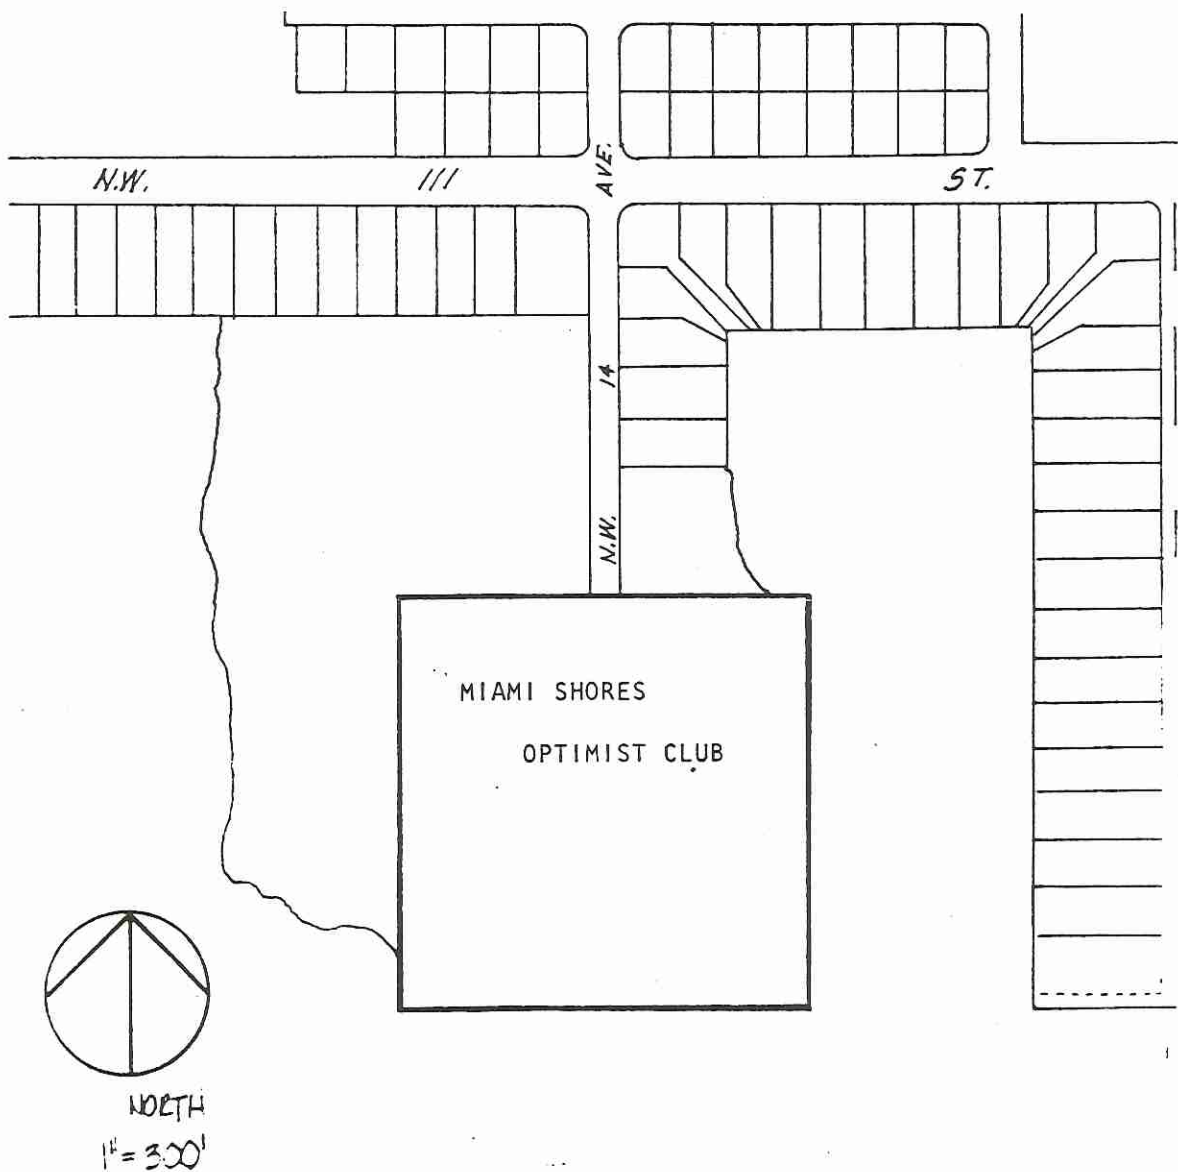 N.W. 111 ST.
N.W. 14 AVE.
MIAMI SHORES
OPTIMIST CLUB
NORTH
1"=300'